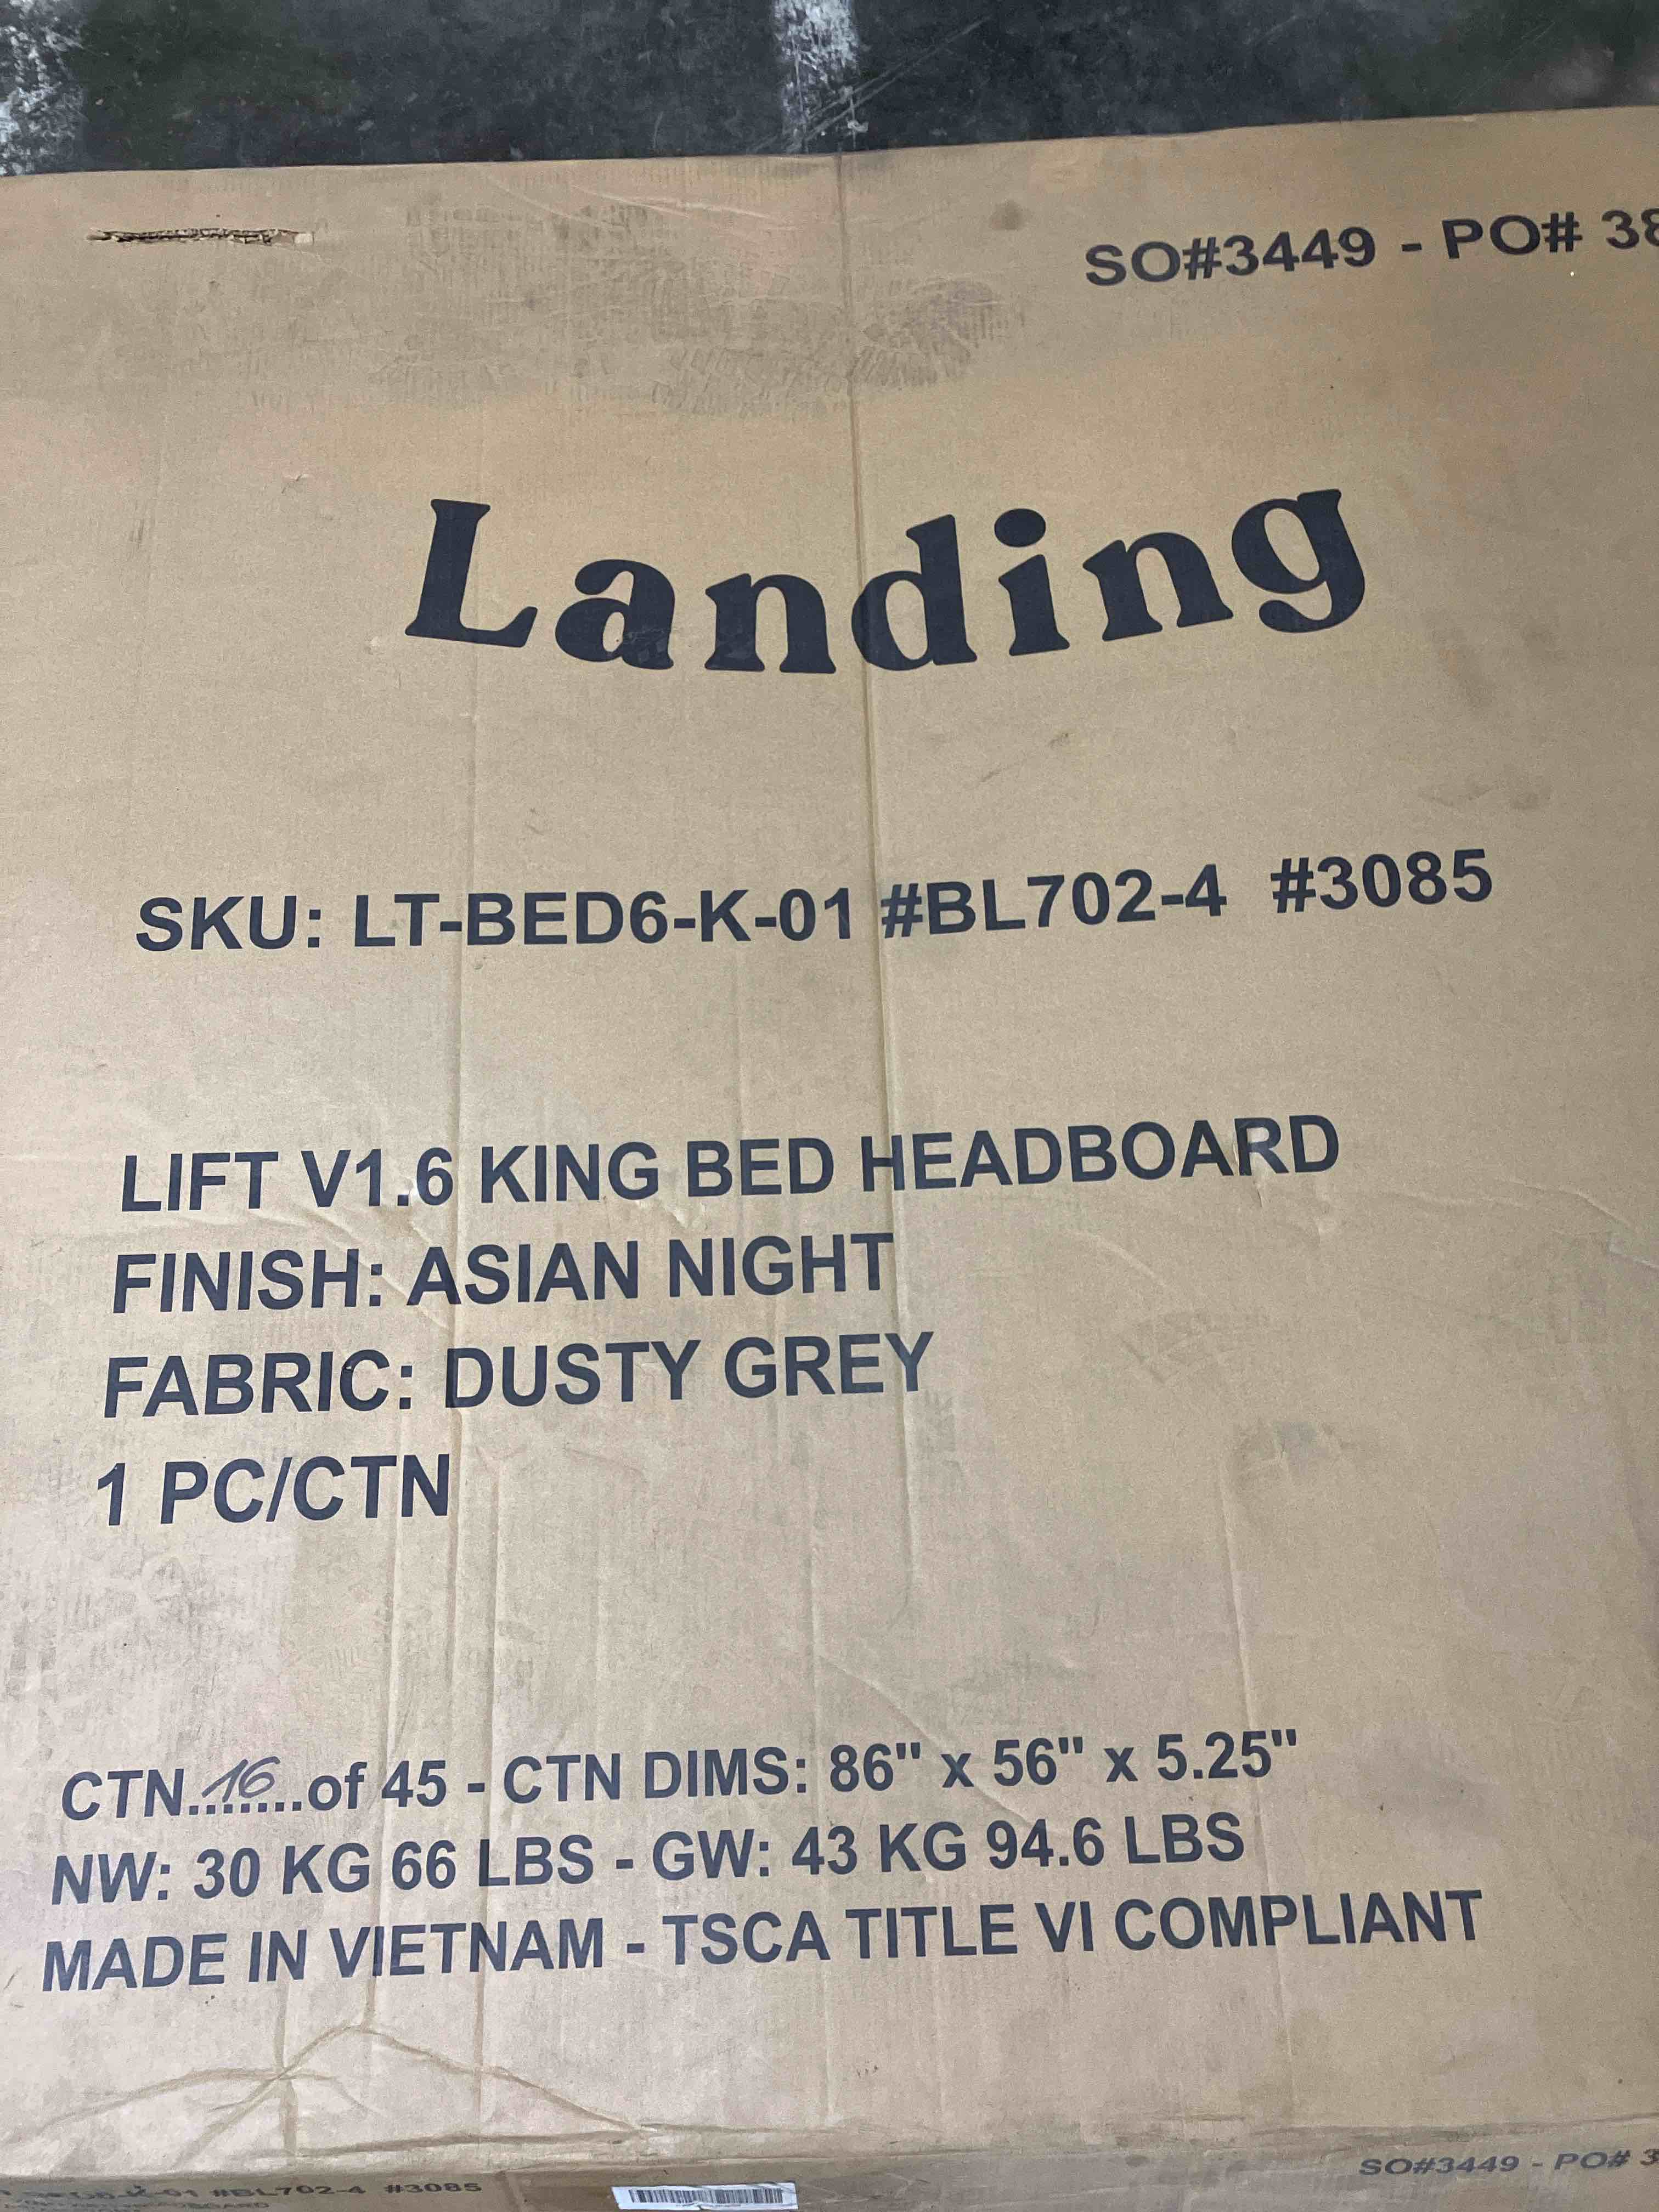 SO#3449 - PO# 38
Landing
SKU: LT-BED6-K-01 #BL702-4 #3085
LIFT V1.6 KING BED HEADBOARD
FINISH: ASIAN NIGHT
FABRIC: DUSTY GREY
1 PC/CTN
CTN...16...of 45 - CTN DIMS: 86" x 56" x 5.25"
NW: 30 KG 66 LBS - GW: 43 KG 94.6 LBS
MADE IN VIETNAM - TSCA TITLE VI COMPLIANT
SO#3449 - PO# 3
#BL702-4 #3085